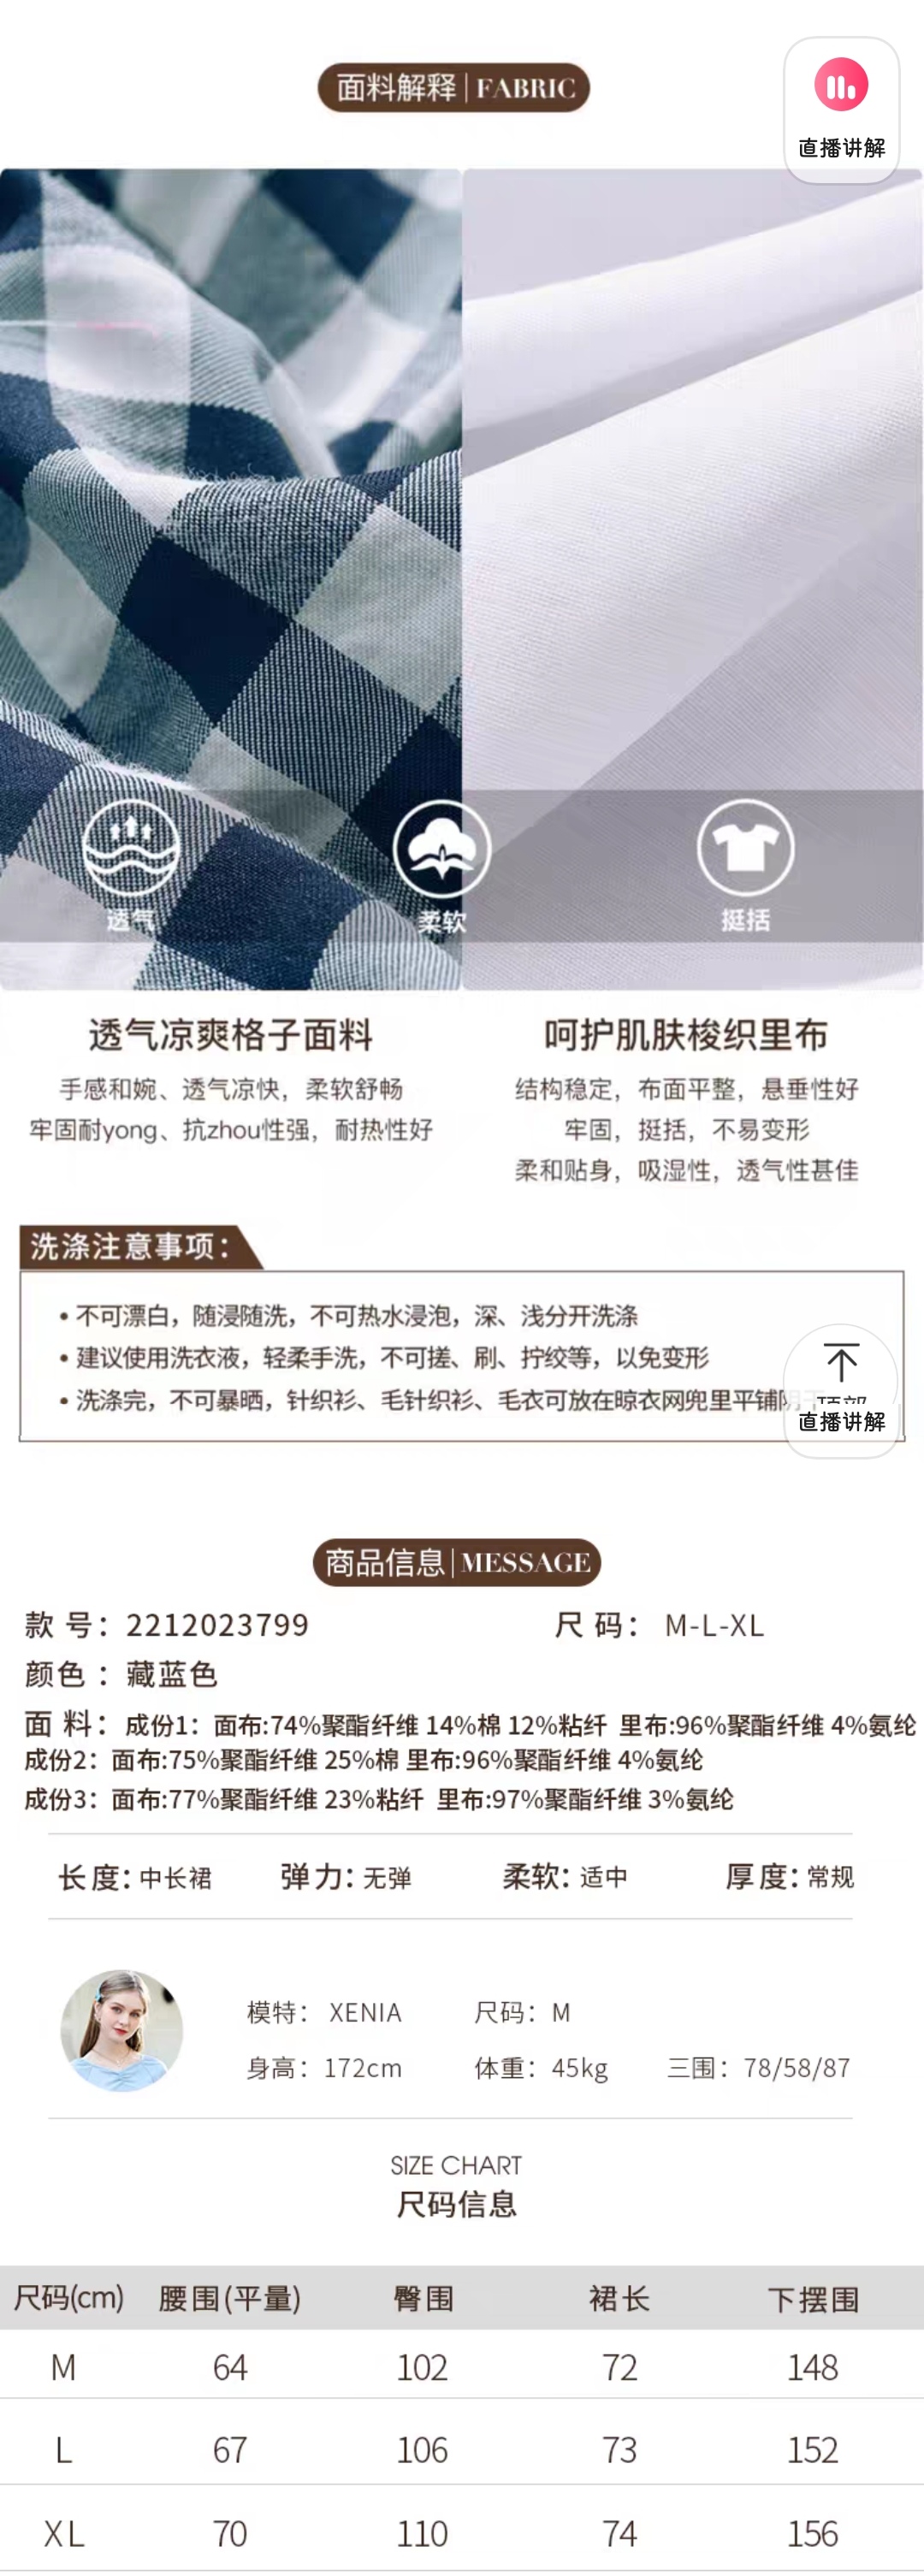 面料解释 | FABRIC
直播讲解
透气
柔软
挺括
透气凉爽格子面料
手感和婉、透气凉快，柔软舒畅
牢固耐yong、抗zhou性强，耐热性好
呵护肌肤梭织里布
结构稳定，布面平整，悬垂性好
牢固，挺括，不易变形
柔和贴身，吸湿性，透气性甚佳
洗涤注意事项：
• 不可漂白，随浸随洗，不可热水浸泡，深、浅分开洗涤
• 建议使用洗衣液，轻柔手洗，不可搓、刷、拧绞等，以免变形
• 洗涤完，不可暴晒，针织衫、毛针织衫、毛衣可放在晾衣网兜里平铺阴
直播讲解
商品信息 | MESSAGE
款 号：2212023799 尺 码： M-L-XL
颜色 ：藏蓝色
面 料：成份1：面布:74%聚酯纤维 14%棉 12%粘纤 里布:96%聚酯纤维 4%氨纶
成份2：面布:75%聚酯纤维 25%棉 里布:96%聚酯纤维 4%氨纶
成份3：面布:77%聚酯纤维 23%粘纤 里布:97%聚酯纤维 3%氨纶
长度：中长裙 弹力：无弹 柔软：适中 厚度：常规
模特： XENIA 尺码：M
身高：172cm 体重：45kg 三围：78/58/87
SIZE CHART
尺码信息
尺码(cm) 腰围(平量) 臀围 裙长 下摆围
M 64 102 72 148
L 67 106 73 152
XL 70 110 74 156